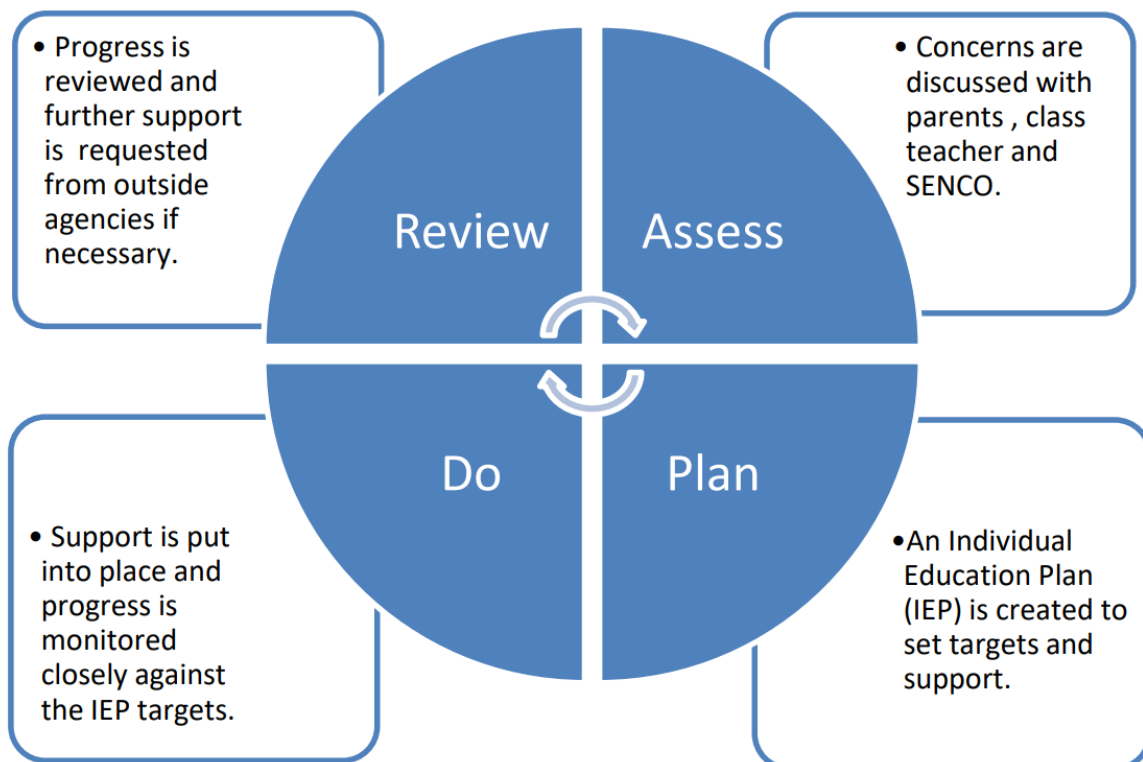 • Progress is
reviewed and
further support
is requested
from outside
agencies if
necessary.
Review
Assess
• Concerns are
discussed with
parents , class
teacher and
SENCO.
• Support is put
into place and
progress is
monitored
closely against
the IEP targets.
Do
Plan
•An Individual
Education Plan
(IEP) is created to
set targets and
support.